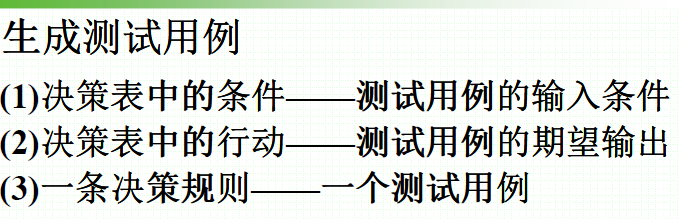 生成测试用例
(1)决策表中的条件——测试用例的输入条件
(2)决策表中的行动——测试用例的期望输出
(3)一条决策规则——一个测试用例